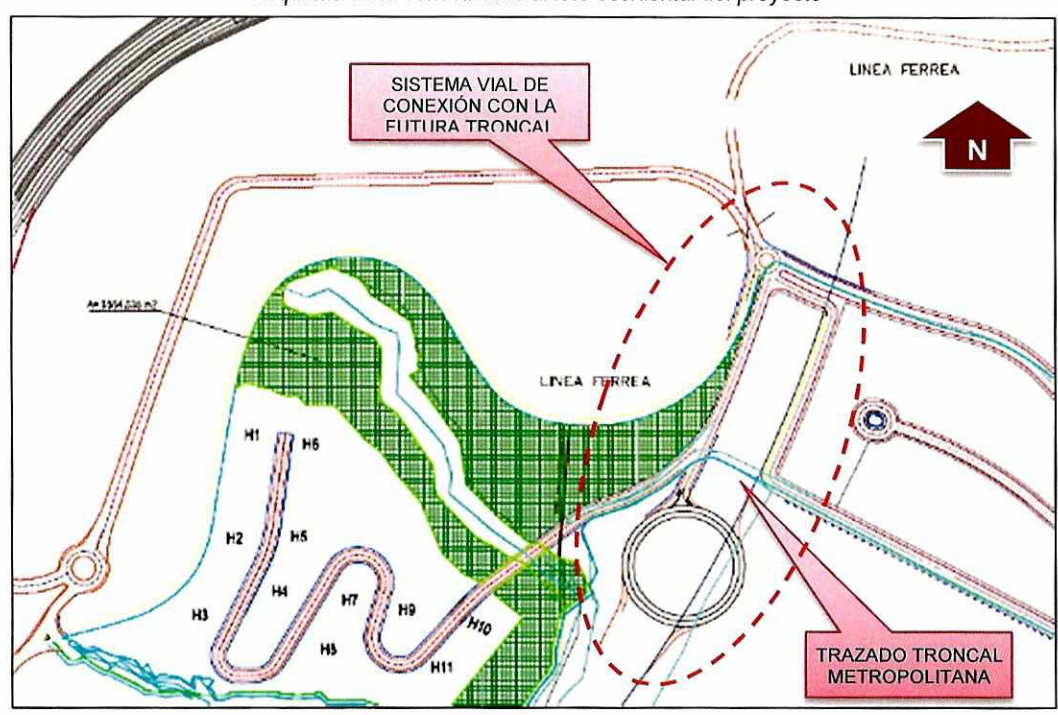 LINEA FERREA
SISTEMA VIAL DE
CONEXIÓN CON LA
FUTURA TRONCAL
N
LINEA FERREA
H1
H6
H2
H5
H4
H7
H9
H3
H10
H11
TRAZADO TRONCAL
METROPOLITANA